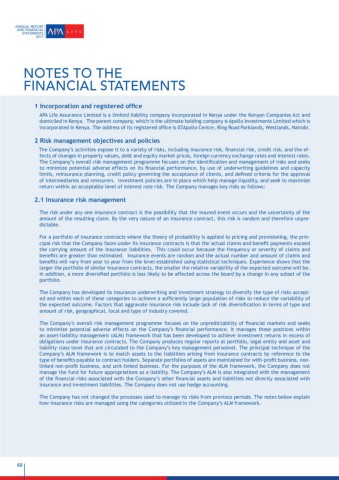 ANNUAL REPORT
AND FINANCIAL
STATEMENTS
2017
APA LIFE
NOTES TO THE
FINANCIAL STATEMENTS
1 Incorporation and registered office
APA Life Assurance Limited is a limited liability company incorporated in Kenya under the Kenyan Companies Act and
domiciled in Kenya. The parent company, which is the ultimate holding company is Apollo Investments Limited which is
incorporated in Kenya. The address of its registered office is 07Apollo Centre, Ring Road Parklands, Westlands, Nairobi.
2 Risk management objectives and policies
The Company's activities expose it to a variety of risks, including insurance risk, financial risk, credit risk, and the ef-
fects of changes in property values, debt and equity market prices, foreign currency exchange rates and interest rates.
The Company's overall risk management programme focuses on the identification and management of risks and seeks
to minimize potential adverse effects on its financial performance, by use of underwriting guidelines and capacity
limits, reinsurance planning, credit policy governing the acceptance of clients, and defined criteria for the approval
of intermediaries and reinsurers. Investment policies are in place which help manage liquidity, and seek to maximize
return within an acceptable level of interest rate risk. The Company manages key risks as follows:
2.1 Insurance risk management
The risk under any one insurance contract is the possibility that the insured event occurs and the uncertainty of the
amount of the resulting claim. By the very nature of an insurance contract, this risk is random and therefore unpre-
dictable.
For a portfolio of insurance contracts where the theory of probability is applied to pricing and provisioning, the prin-
cipal risk that the Company faces under its insurance contracts is that the actual claims and benefit payments exceed
the carrying amount of the insurance liabilities. This could occur because the frequency or severity of claims and
benefits are greater than estimated. Insurance events are random and the actual number and amount of claims and
benefits will vary from year to year from the level established using statistical techniques. Experience shows that the
larger the portfolio of similar insurance contracts, the smaller the relative variability of the expected outcome will be.
In addition, a more diversified portfolio is less likely to be affected across the board by a change in any subset of the
portfolio.
The Company has developed its insurance underwriting and investment strategy to diversify the type of risks accept-
ed and within each of these categories to achieve a sufficiently large population of risks to reduce the variability of
the expected outcome. Factors that aggravate insurance risk include lack of risk diversification in terms of type and
amount of risk, geographical, local and type of industry covered.
The Company's overall risk management programme focuses on the unpredictability of financial markets and seeks
to minimize potential adverse effects on the Company's financial performance. It manages these positions within
an asset-liability management (ALM) framework that has been developed to achieve investment returns in excess of
obligations under insurance contracts. The Company produces regular reports at portfolio, legal entity and asset and
liability class level that are circulated to the Company's key management personnel. The principal technique of the
Company's ALM framework is to match assets to the liabilities arising from insurance contracts by reference to the
type of benefits payable to contract holders. Separate portfolios of assets are maintained for with-profit business, non-
linked non-profit business, and unit-linked business. For the purposes of the ALM framework, the Company does not
manage the fund for future appropriations as a liability. The Company's ALM is also integrated with the management
of the financial risks associated with the Company's other financial assets and liabilities not directly associated with
insurance and investment liabilities. The Company does not use hedge accounting.
The Company has not changed the processes used to manage its risks from previous periods. The notes below explain
how insurance risks are managed using the categories utilized in the Company's ALM framework.
48